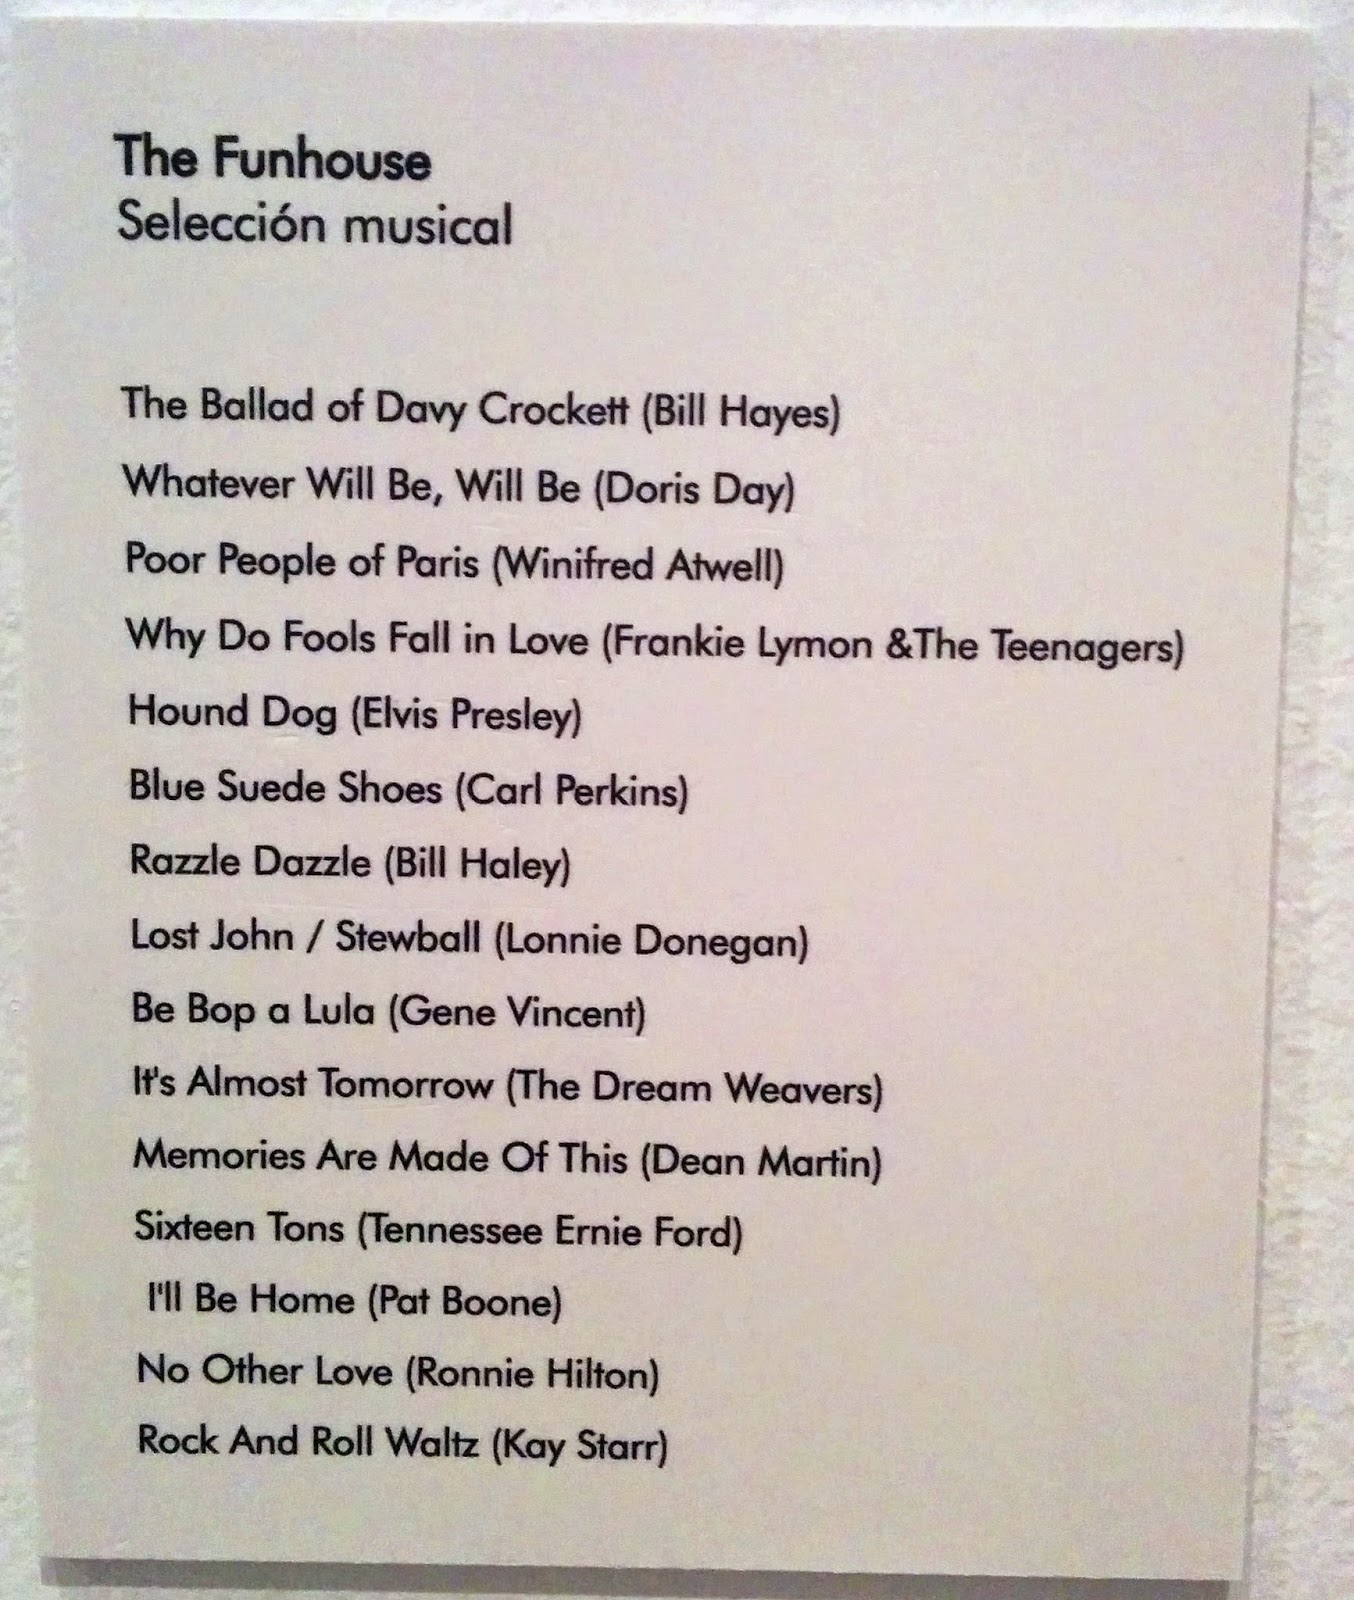 The Funhouse
Selección musical
The Ballad of Davy Crockett (Bill Hayes)
Whatever Will Be, Will Be (Doris Day)
Poor People of Paris (Winifred Atwell)
Why Do Fools Fall in Love (Frankie Lymon &The Teenagers)
Hound Dog (Elvis Presley)
Blue Suede Shoes (Carl Perkins)
Razzle Dazzle (Bill Haley)
Lost John / Stewball (Lonnie Donegan)
Be Bop a Lula (Gene Vincent)
It's Almost Tomorrow (The Dream Weavers)
Memories Are Made Of This (Dean Martin)
Sixteen Tons (Tennessee Ernie Ford)
I'll Be Home (Pat Boone)
No Other Love (Ronnie Hilton)
Rock And Roll Waltz (Kay Starr)